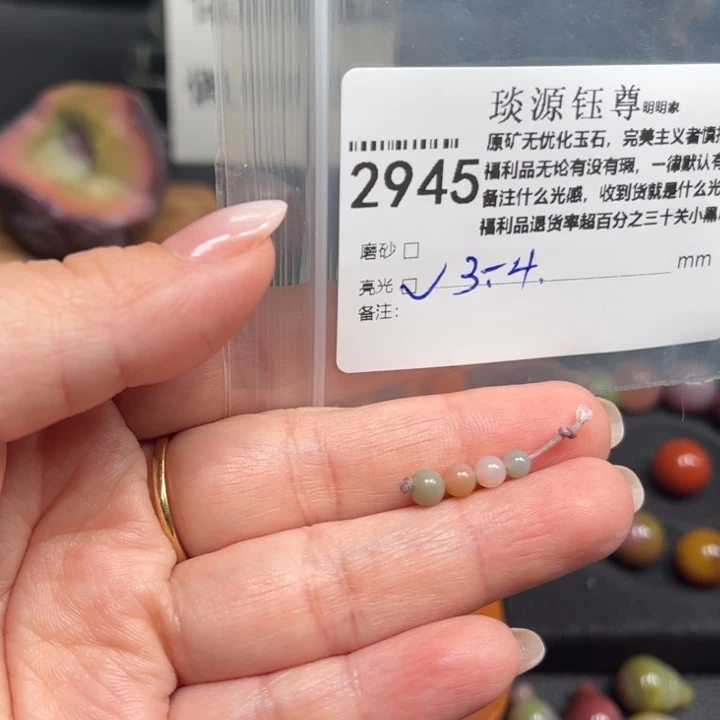 琰源钰尊明明家
原矿无优化玉石，完美主义者慎
2945
福利品无论有没有瑕，一律默认有
备注什么光感，收到货就是什么光
福利品退货率超百分之三十关小黑
磨砂 □
亮光 □ ✓ 3-4. mm
备注：